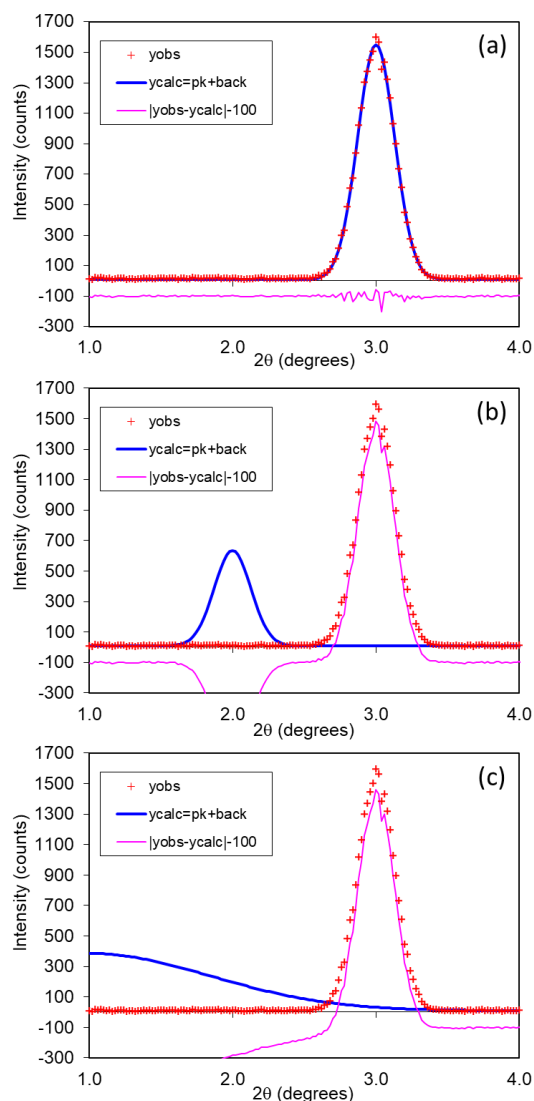 (a)
yobs
ycalc=pk+back
|yobs-ycalc|-100
Intensity (counts)
1700
1500
1300
1100
900
700
500
300
100
-100
-300
1.0 2.0 3.0 4.0
2θ (degrees)
(b)
yobs
ycalc=pk+back
|yobs-ycalc|-100
Intensity (counts)
1700
1500
1300
1100
900
700
500
300
100
-100
-300
1.0 2.0 3.0 4.0
2θ (degrees)
(c)
yobs
ycalc=pk+back
|yobs-ycalc|-100
Intensity (counts)
1700
1500
1300
1100
900
700
500
300
100
-100
-300
1.0 2.0 3.0 4.0
2θ (degrees)